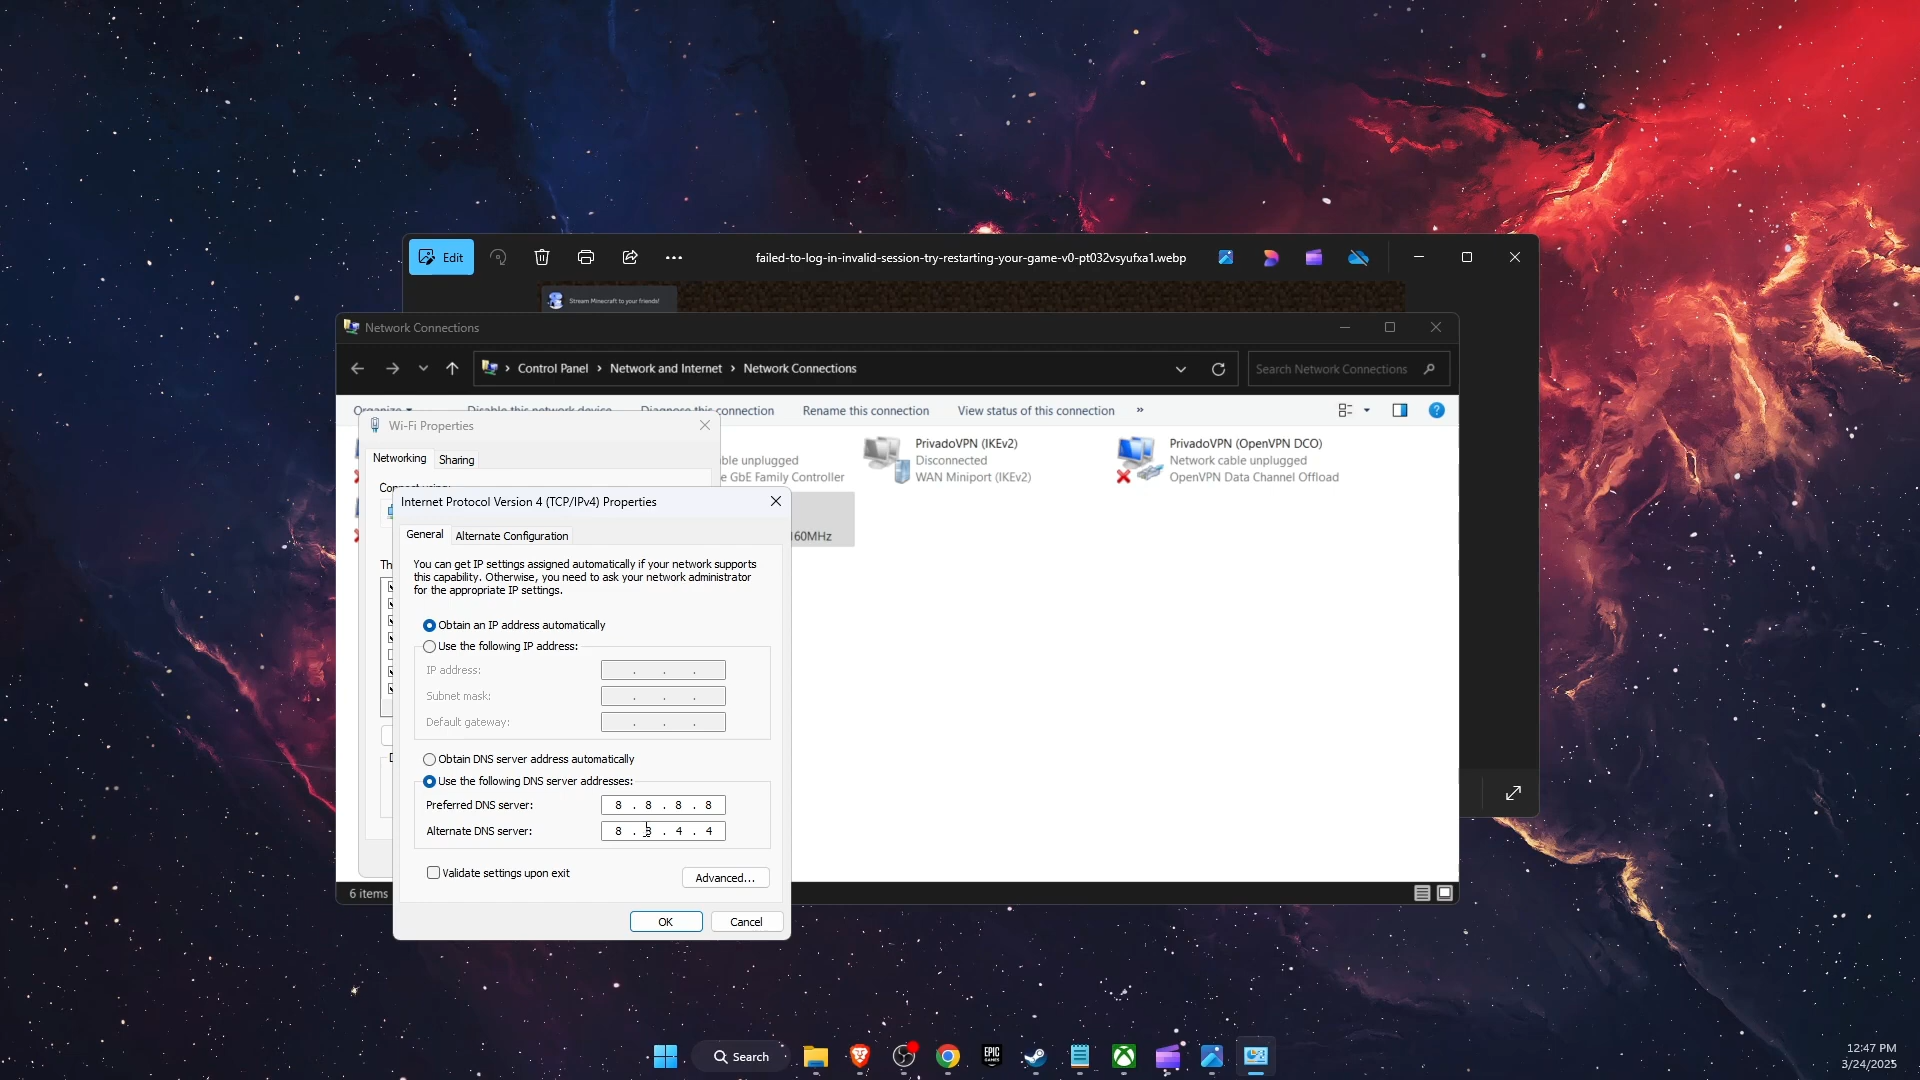 Edit
failed-to-log-in-invalid-session-try-restarting-your-game-v0-pt032vsyufxa1.webp
Stream Minecraft to your friends!
Network Connections
Control Panel > Network and Internet > Network Connections
Search Network Connections
Organize
Disable this network device
Diagnose this connection
Rename this connection
View status of this connection
»
Wi-Fi Properties
Networking
Sharing
ble unplugged
e GbE Family Controller
PrivadoVPN (IKEv2)
Disconnected
WAN Miniport (IKEv2)
PrivadoVPN (OpenVPN DCO)
Network cable unplugged
OpenVPN Data Channel Offload
Connect using:
160MHz
Th
Internet Protocol Version 4 (TCP/IPv4) Properties
General
Alternate Configuration
You can get IP settings assigned automatically if your network supports
this capability. Otherwise, you need to ask your network administrator
for the appropriate IP settings.
Obtain an IP address automatically
Use the following IP address:
IP address:
. . .
Subnet mask:
. . .
Default gateway:
. . .
Obtain DNS server address automatically
Use the following DNS server addresses:
Preferred DNS server:
8 . 8 . 8 . 8
Alternate DNS server:
8 . 8 . 4 . 4
Validate settings upon exit
Advanced...
OK
Cancel
6 items
Search
EPIC
GAMES
12:47 PM
3/24/2025